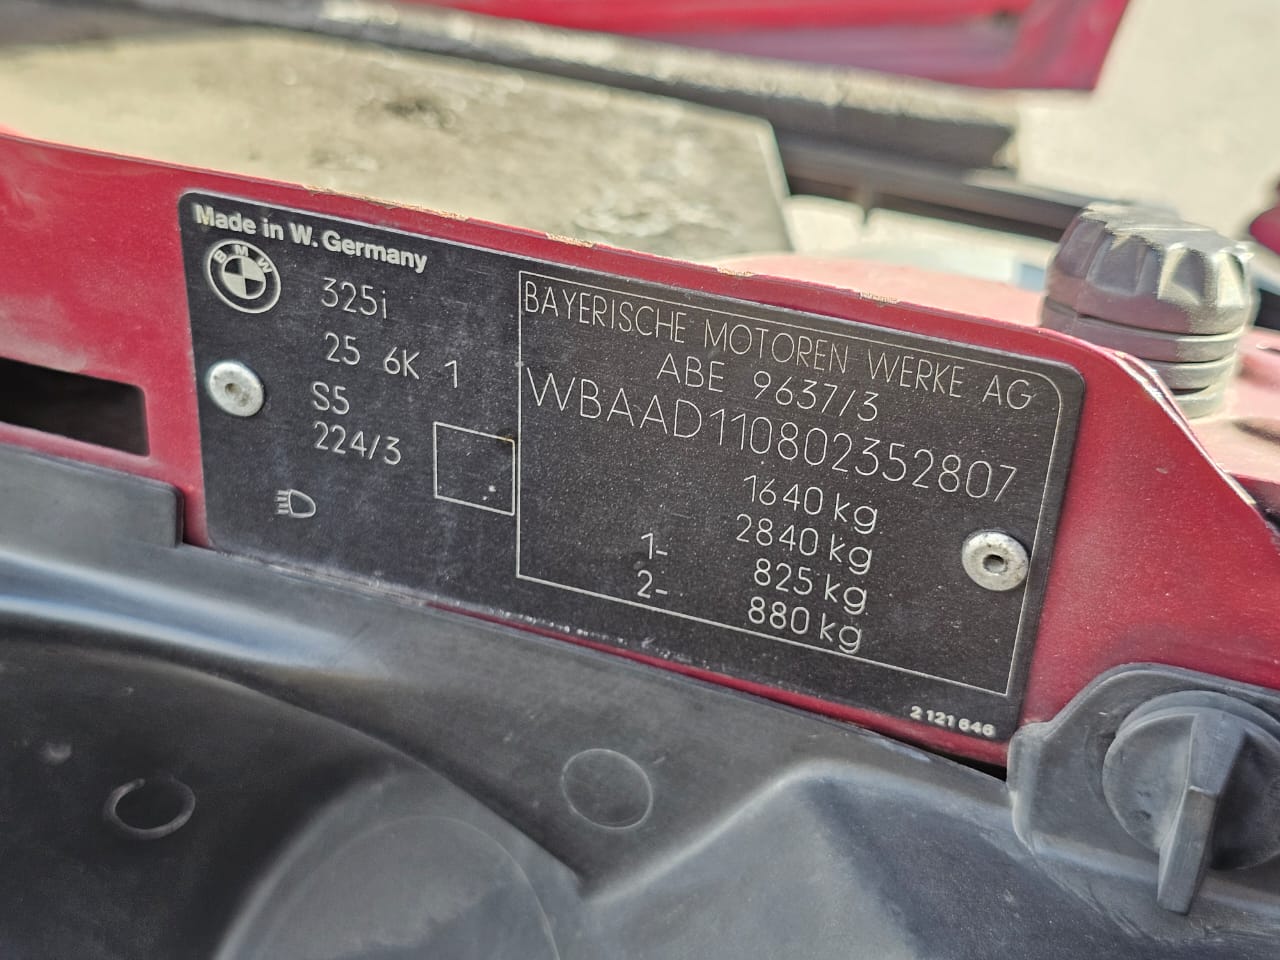 Made in W. Germany
BMW
325i
25 6K 1
S5
224/3
BAYERISCHE MOTOREN WERKE AG
ABE 9637/3
WBAAD110802352807
1640 kg
2840 kg
1- 825 kg
2- 880 kg
2 121 646